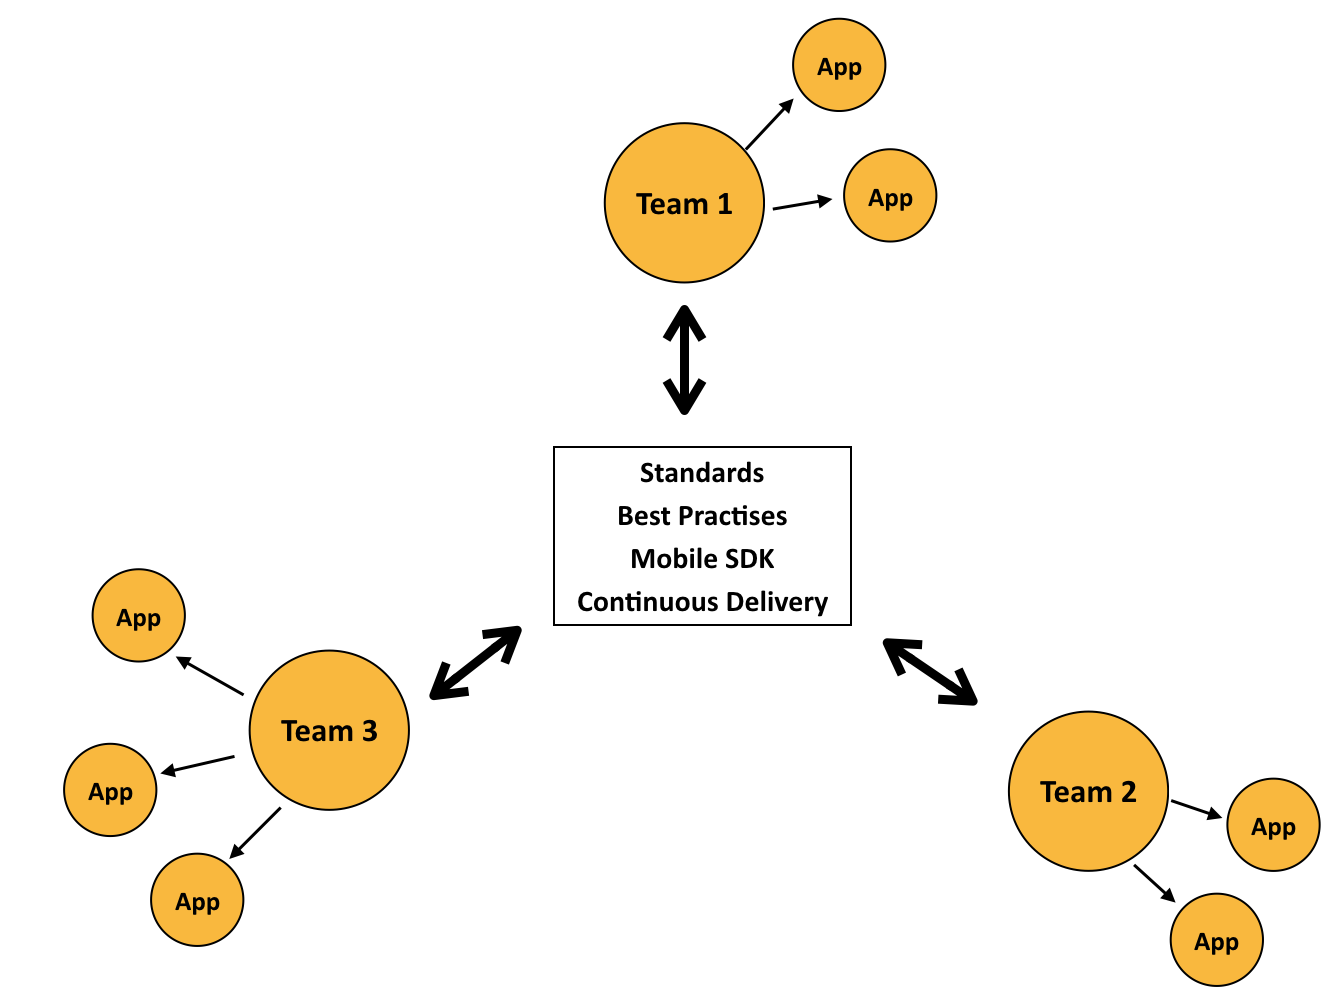 App
Team 1
App
Standards
Best Practises
Mobile SDK
Continuous Delivery
App
Team 3
App
App
Team 2
App
App